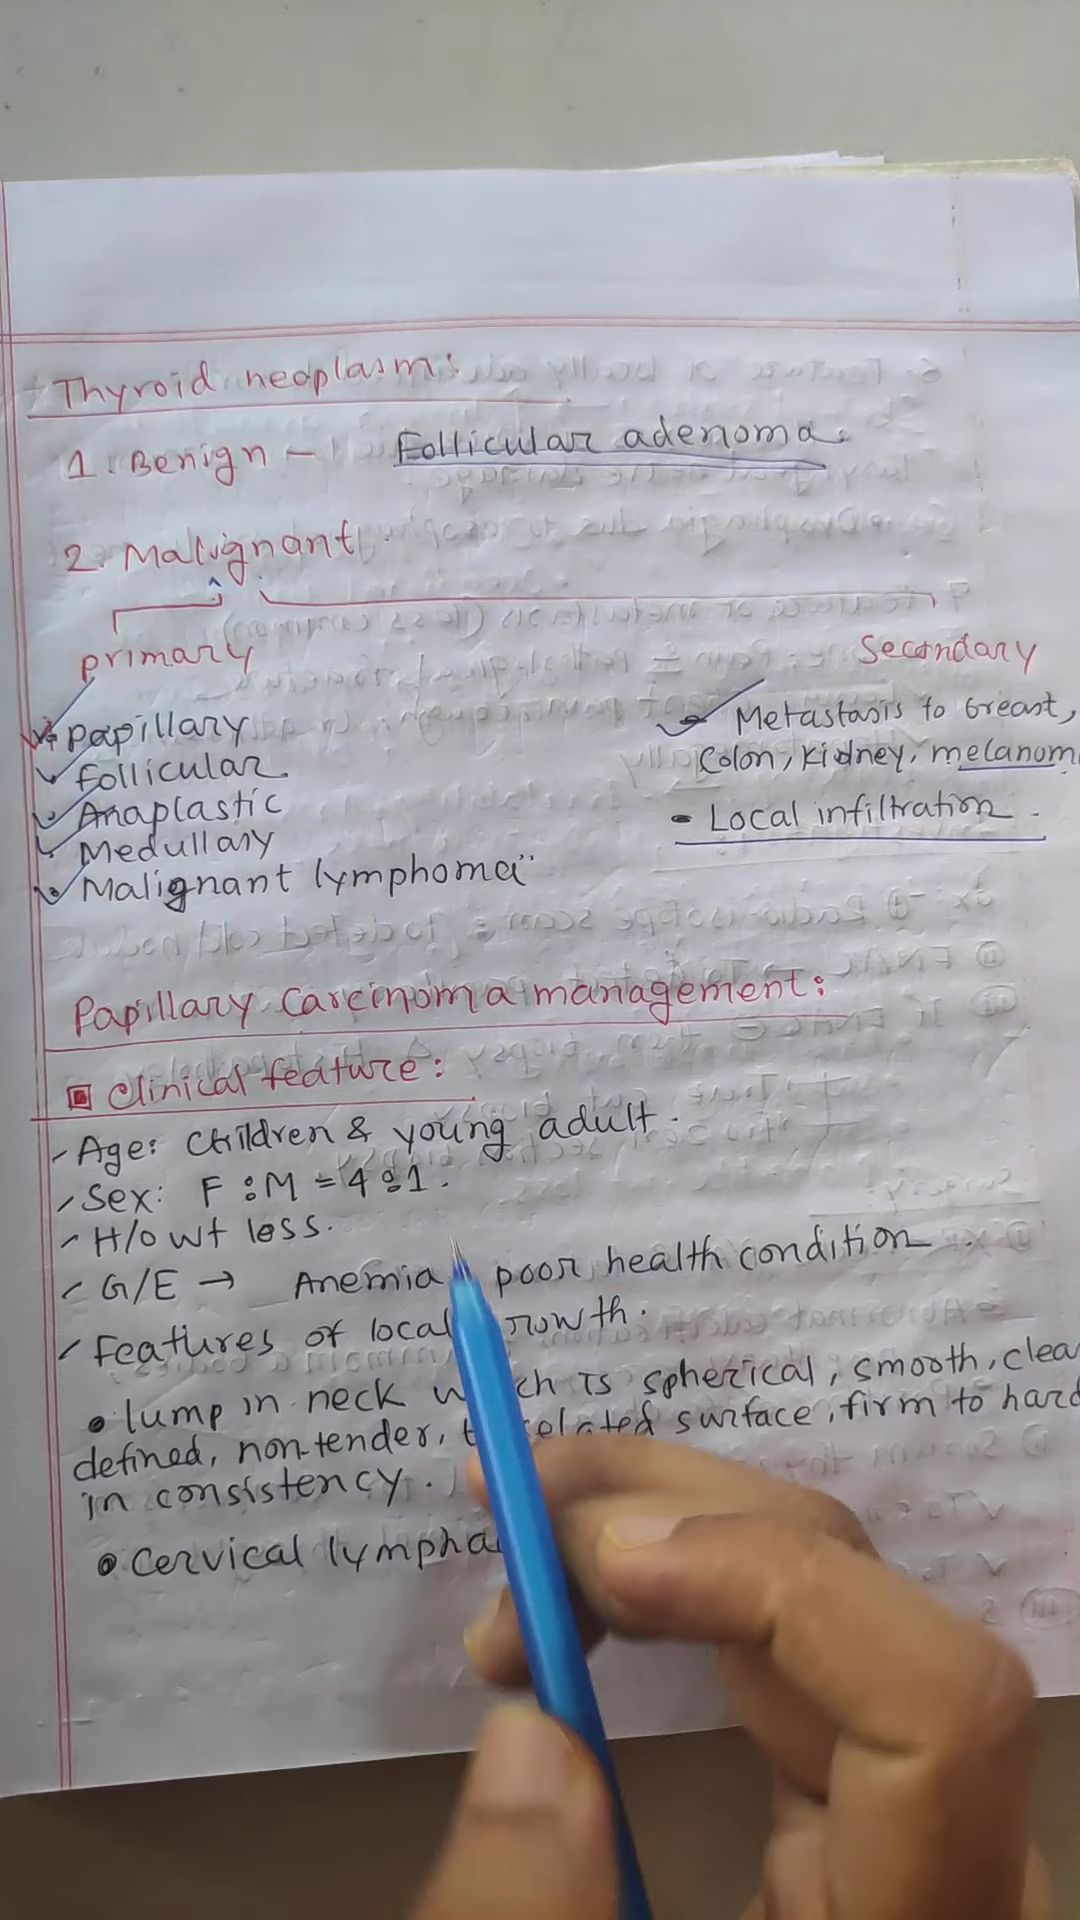 Thyroid neoplasm:
1. Benign – Follicular adenoma.
2. Malignant
Primary
Secondary
Papillary
Follicular
Anaplastic
Medullary
Malignant lymphoma
Metastasis to breast,
Colon, kidney, melanom
Local infiltration
Papillary carcinoma management:
Clinical feature:
Age: Children & young adult.
Sex: F:M = 4:1.
H/O wt loss.
G/E → Anemia, poor health condition
Features of local growth.
lump in neck which is spherical, smooth, clea
defined, non-tender, surface, firm to hard
in consistency.
Cervical